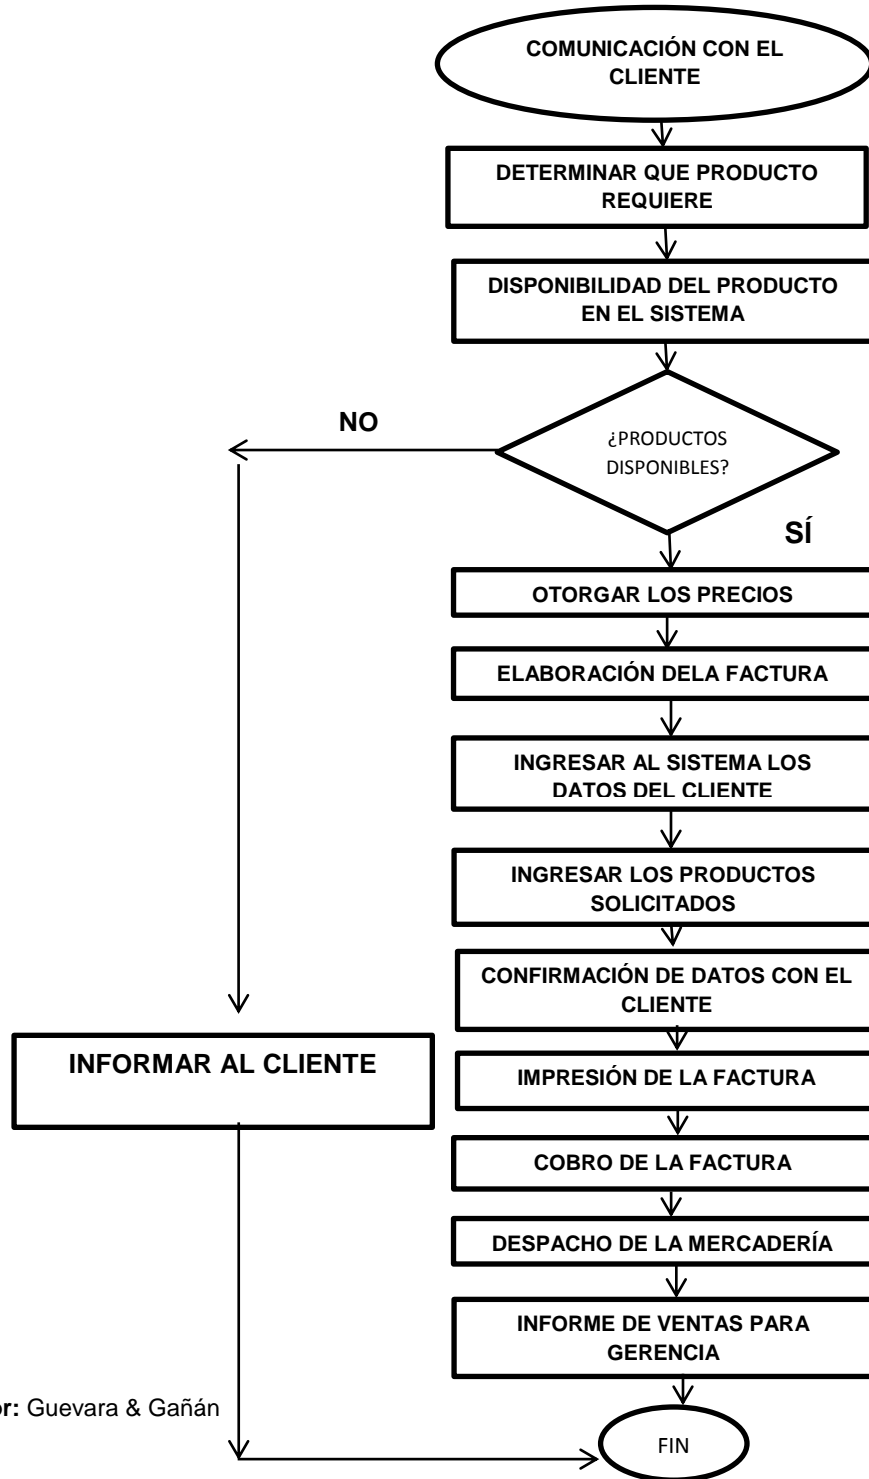 COMUNICACIÓN CON EL
CLIENTE
DETERMINAR QUE PRODUCTO
REQUIERE
DISPONIBILIDAD DEL PRODUCTO
EN EL SISTEMA
¿PRODUCTOS
DISPONIBLES?
NO
SÍ
OTORGAR LOS PRECIOS
ELABORACIÓN DELA FACTURA
INGRESAR AL SISTEMA LOS
DATOS DEL CLIENTE
INGRESAR LOS PRODUCTOS
SOLICITADOS
CONFIRMACIÓN DE DATOS CON EL
CLIENTE
INFORMAR AL CLIENTE
IMPRESIÓN DE LA FACTURA
COBRO DE LA FACTURA
DESPACHO DE LA MERCADERÍA
INFORME DE VENTAS PARA
GERENCIA
or: Guevara & Gañán
FIN